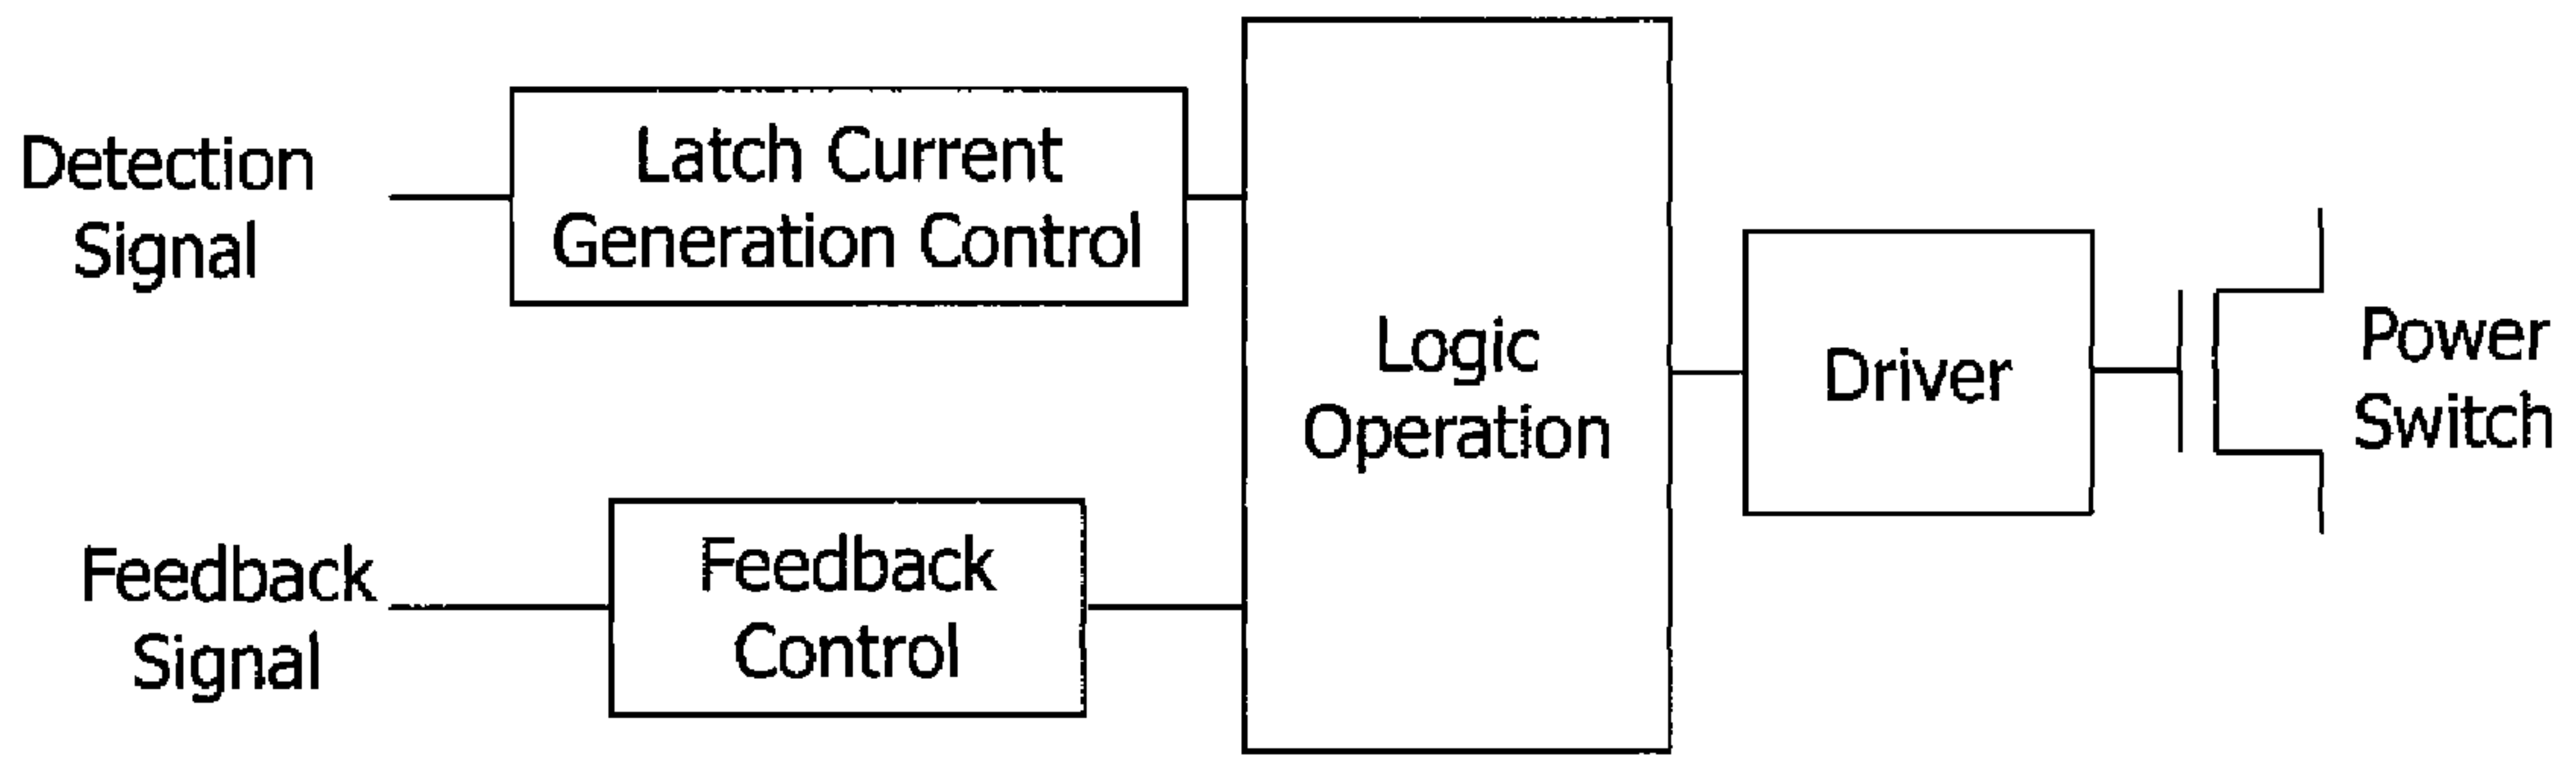 Detection
Signal
Latch Current
Generation Control
Logic
Operation
Driver
Power
Switch
Feedback
Signal
Feedback
Control